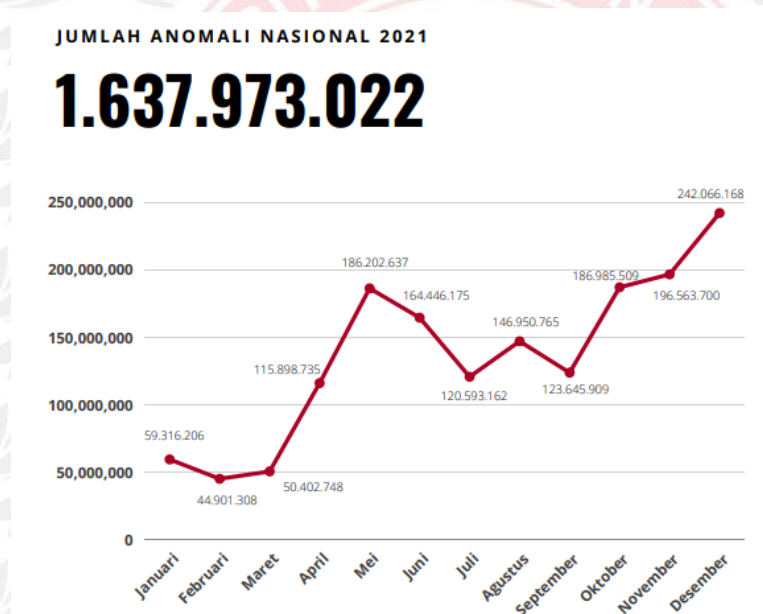 JUMLAH ANOMALI NASIONAL 2021
1.637.973.022
250,000,000
200,000,000
150,000,000
100,000,000
50,000,000
0
59.316.206
44.901.308
50.402.748
115.898.735
186.202.637
164.446.175
120.593.162
146.950.765
123.645.909
186.985.509
196.563.700
242.066.168
Januari
Februari
Maret
April
Mei
Juni
Juli
Agustus
September
Oktober
November
Desember